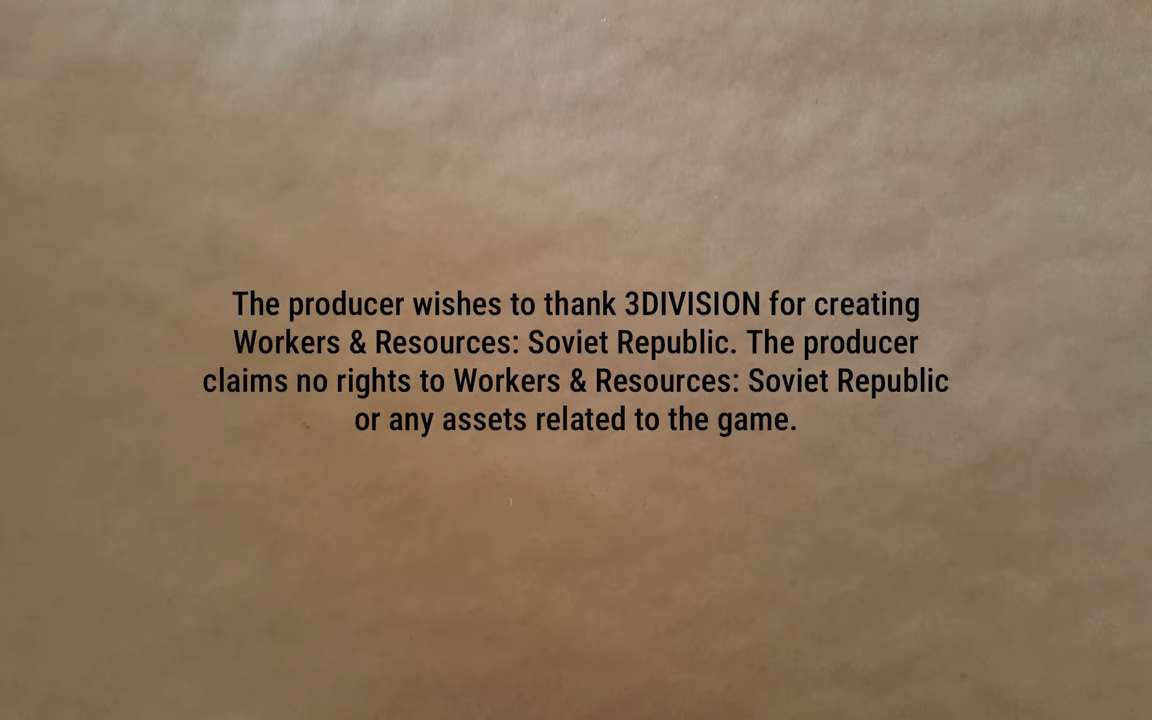 The producer wishes to thank 3DIVISION for creating
Workers & Resources: Soviet Republic. The producer
claims no rights to Workers & Resources: Soviet Republic
or any assets related to the game.